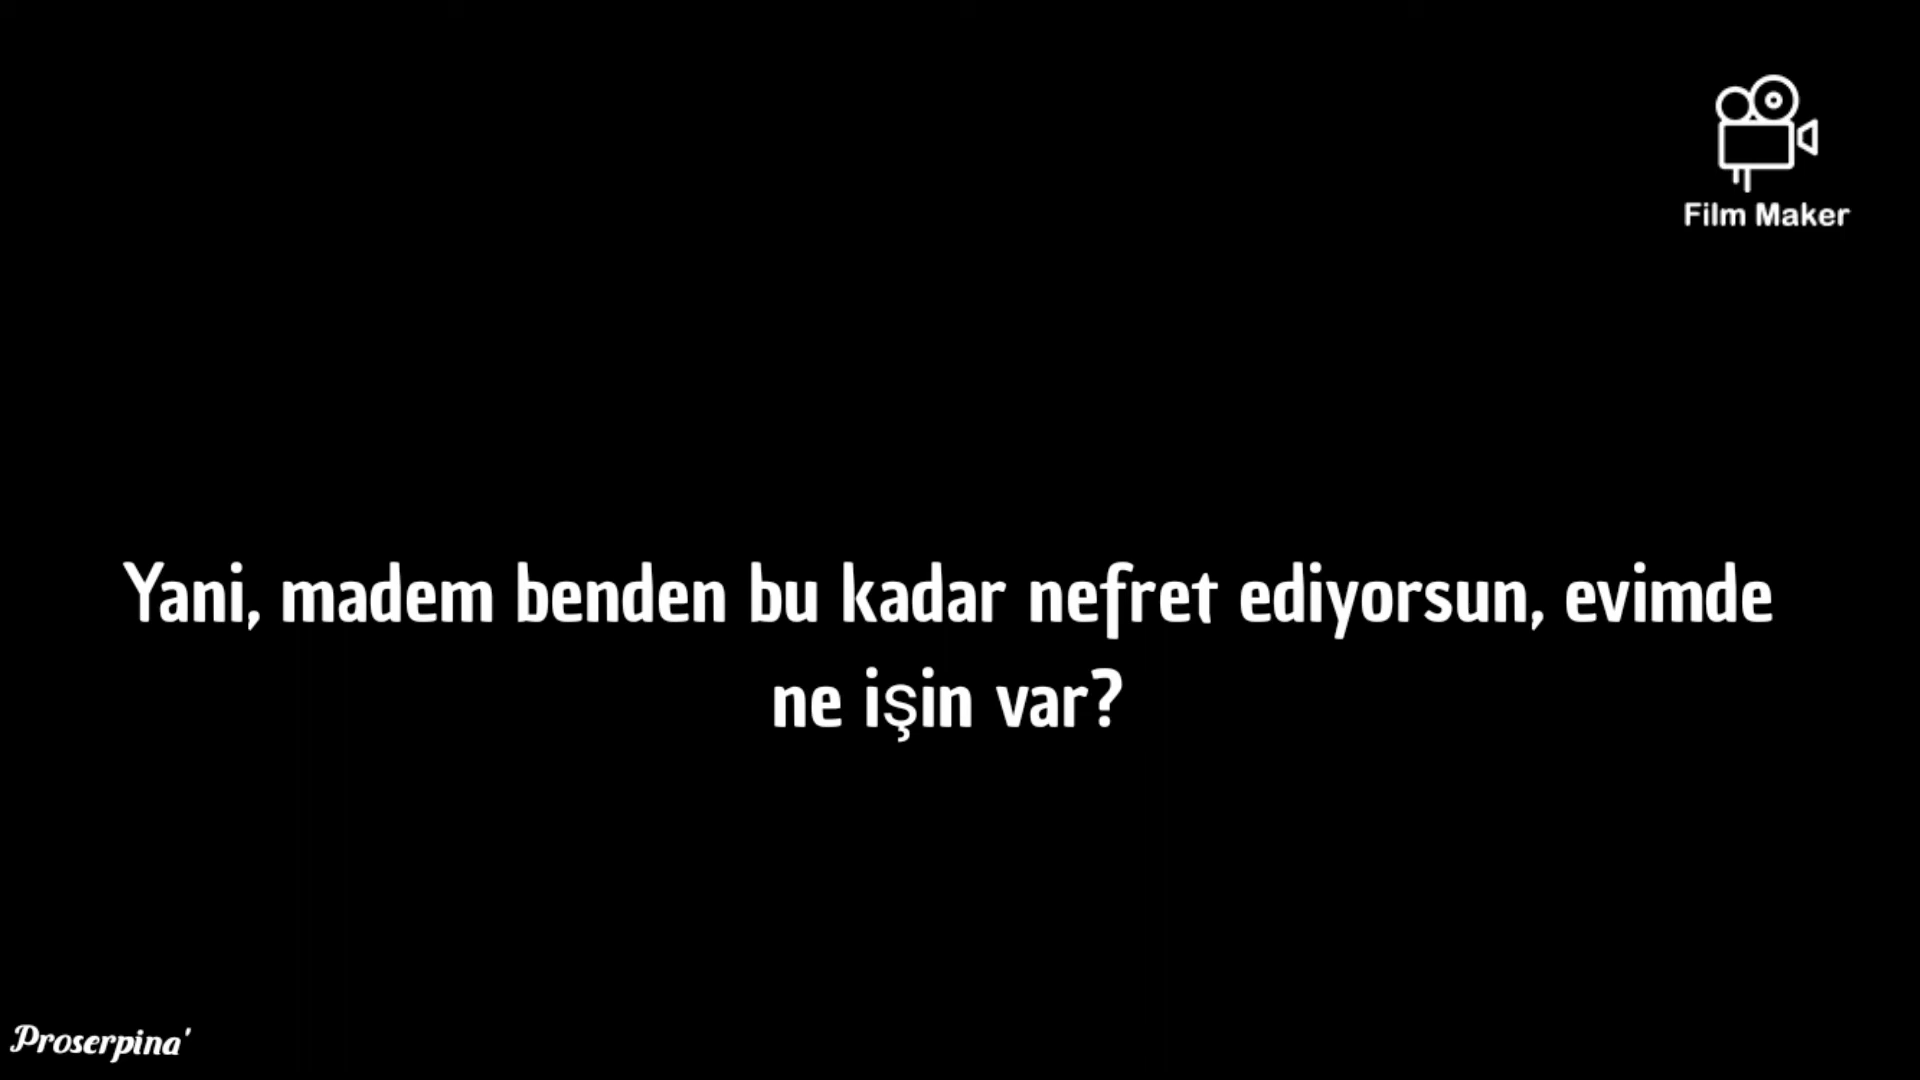 Film Maker
Yani, madem benden bu kadar nefret ediyorsun, evimde
ne işin var?
Proserpina'